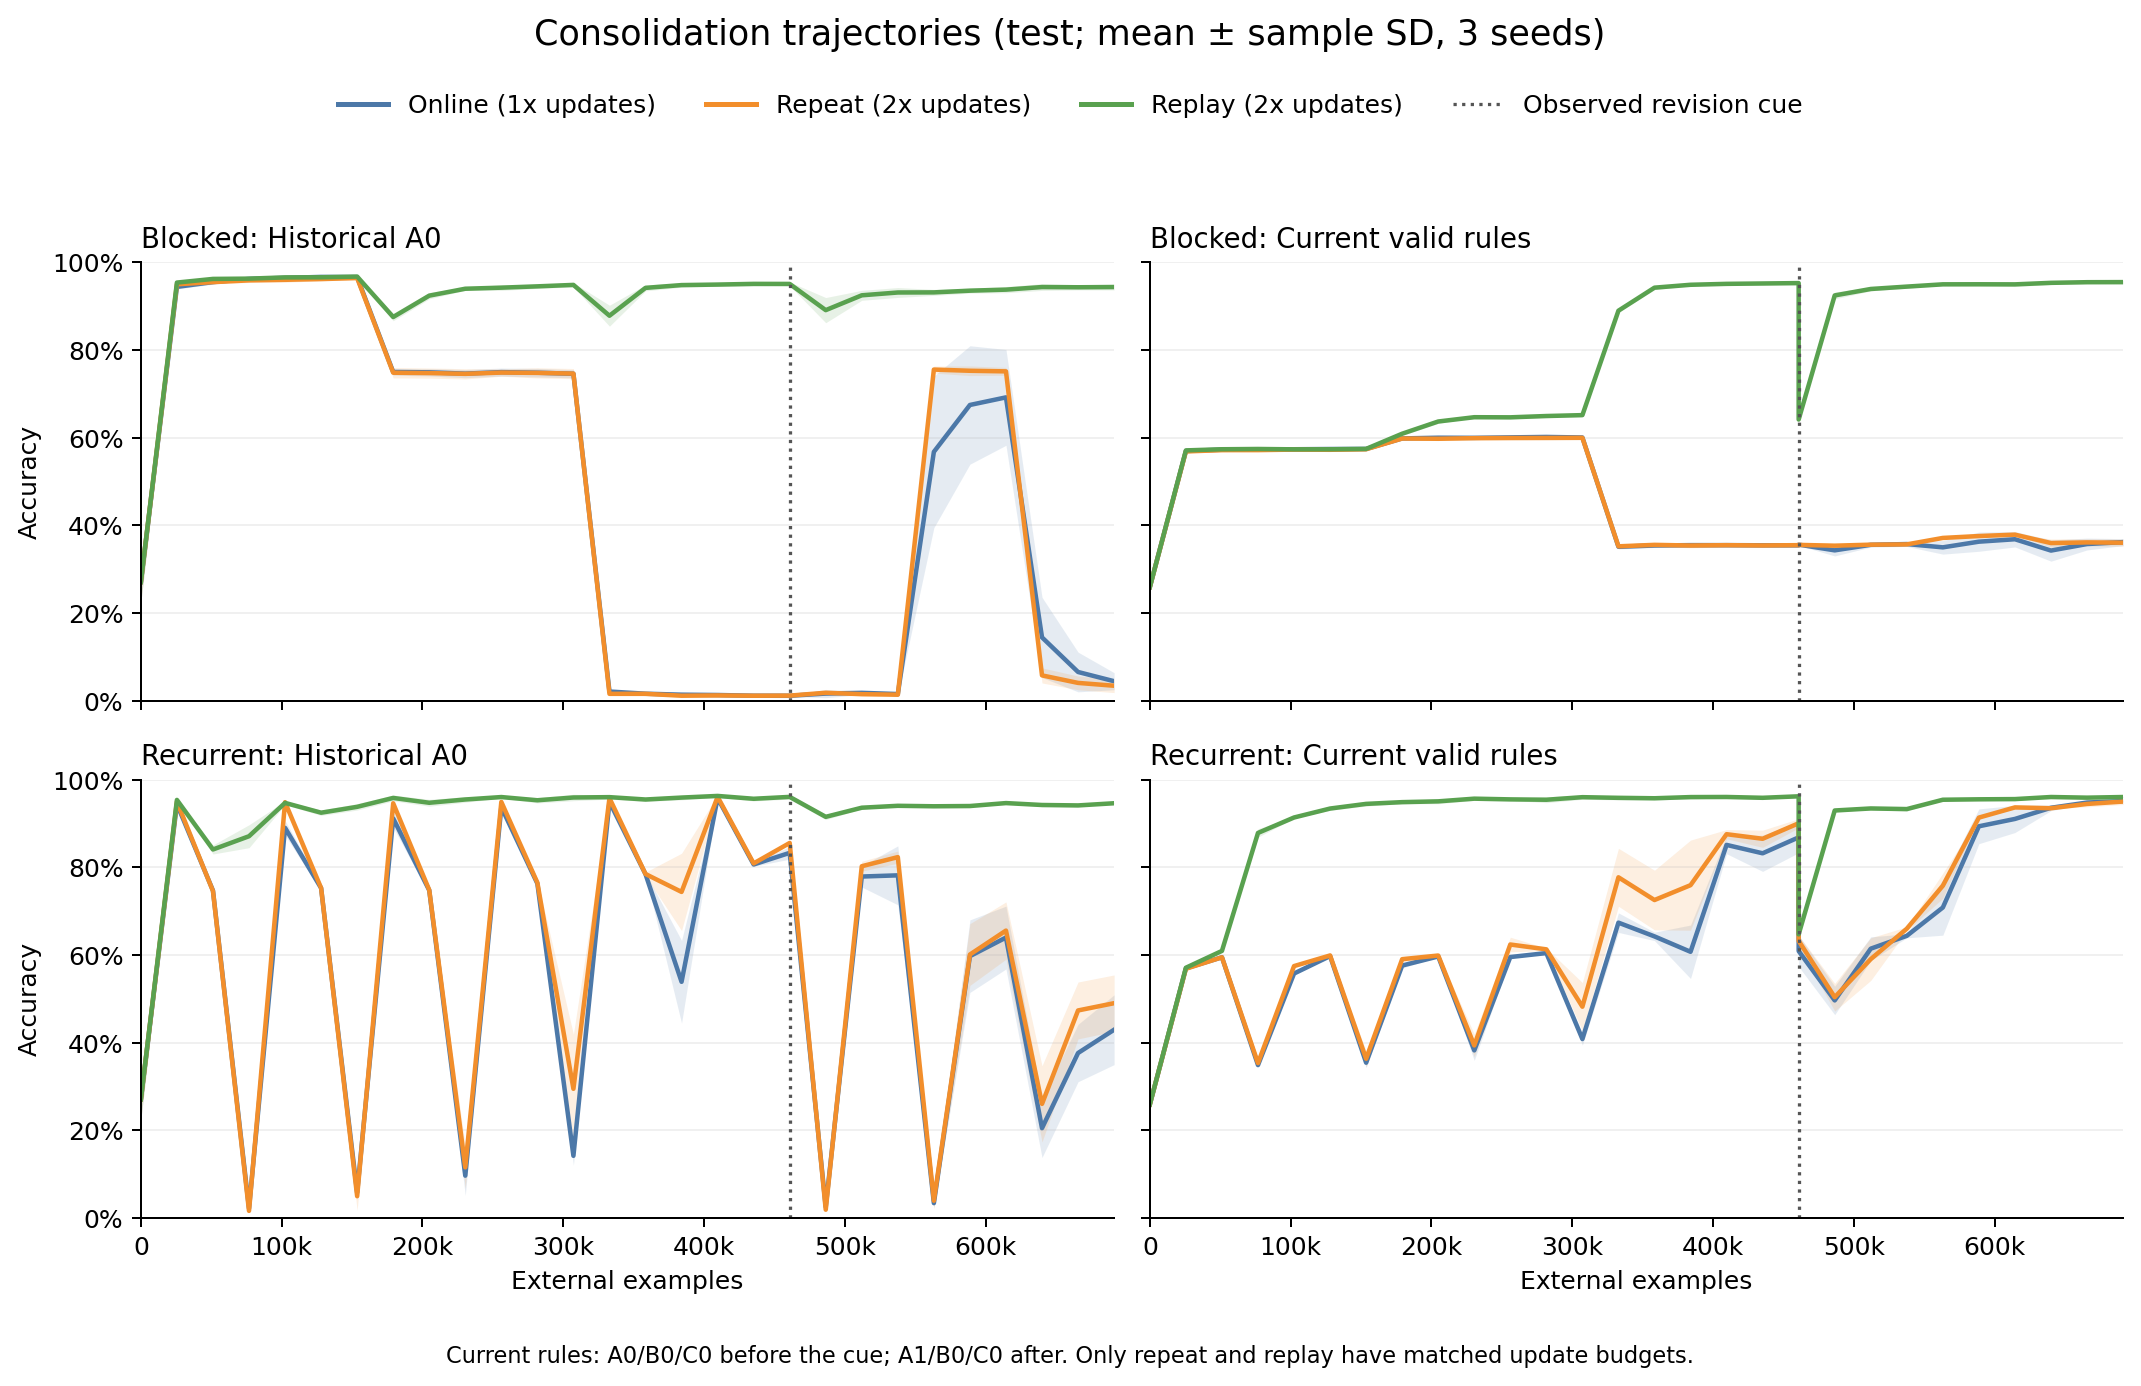 Consolidation trajectories (test; mean ± sample SD, 3 seeds)
Online (1x updates) Repeat (2x updates) Replay (2x updates) Observed revision cue
Blocked: Historical A0
Blocked: Current valid rules
100%
80%
60%
40%
20%
0%
Accuracy
Recurrent: Historical A0
Recurrent: Current valid rules
100%
80%
60%
40%
20%
0%
Accuracy
0 100k 200k 300k 400k 500k 600k
0 100k 200k 300k 400k 500k 600k
External examples
External examples
Current rules: A0/B0/C0 before the cue; A1/B0/C0 after. Only repeat and replay have matched update budgets.